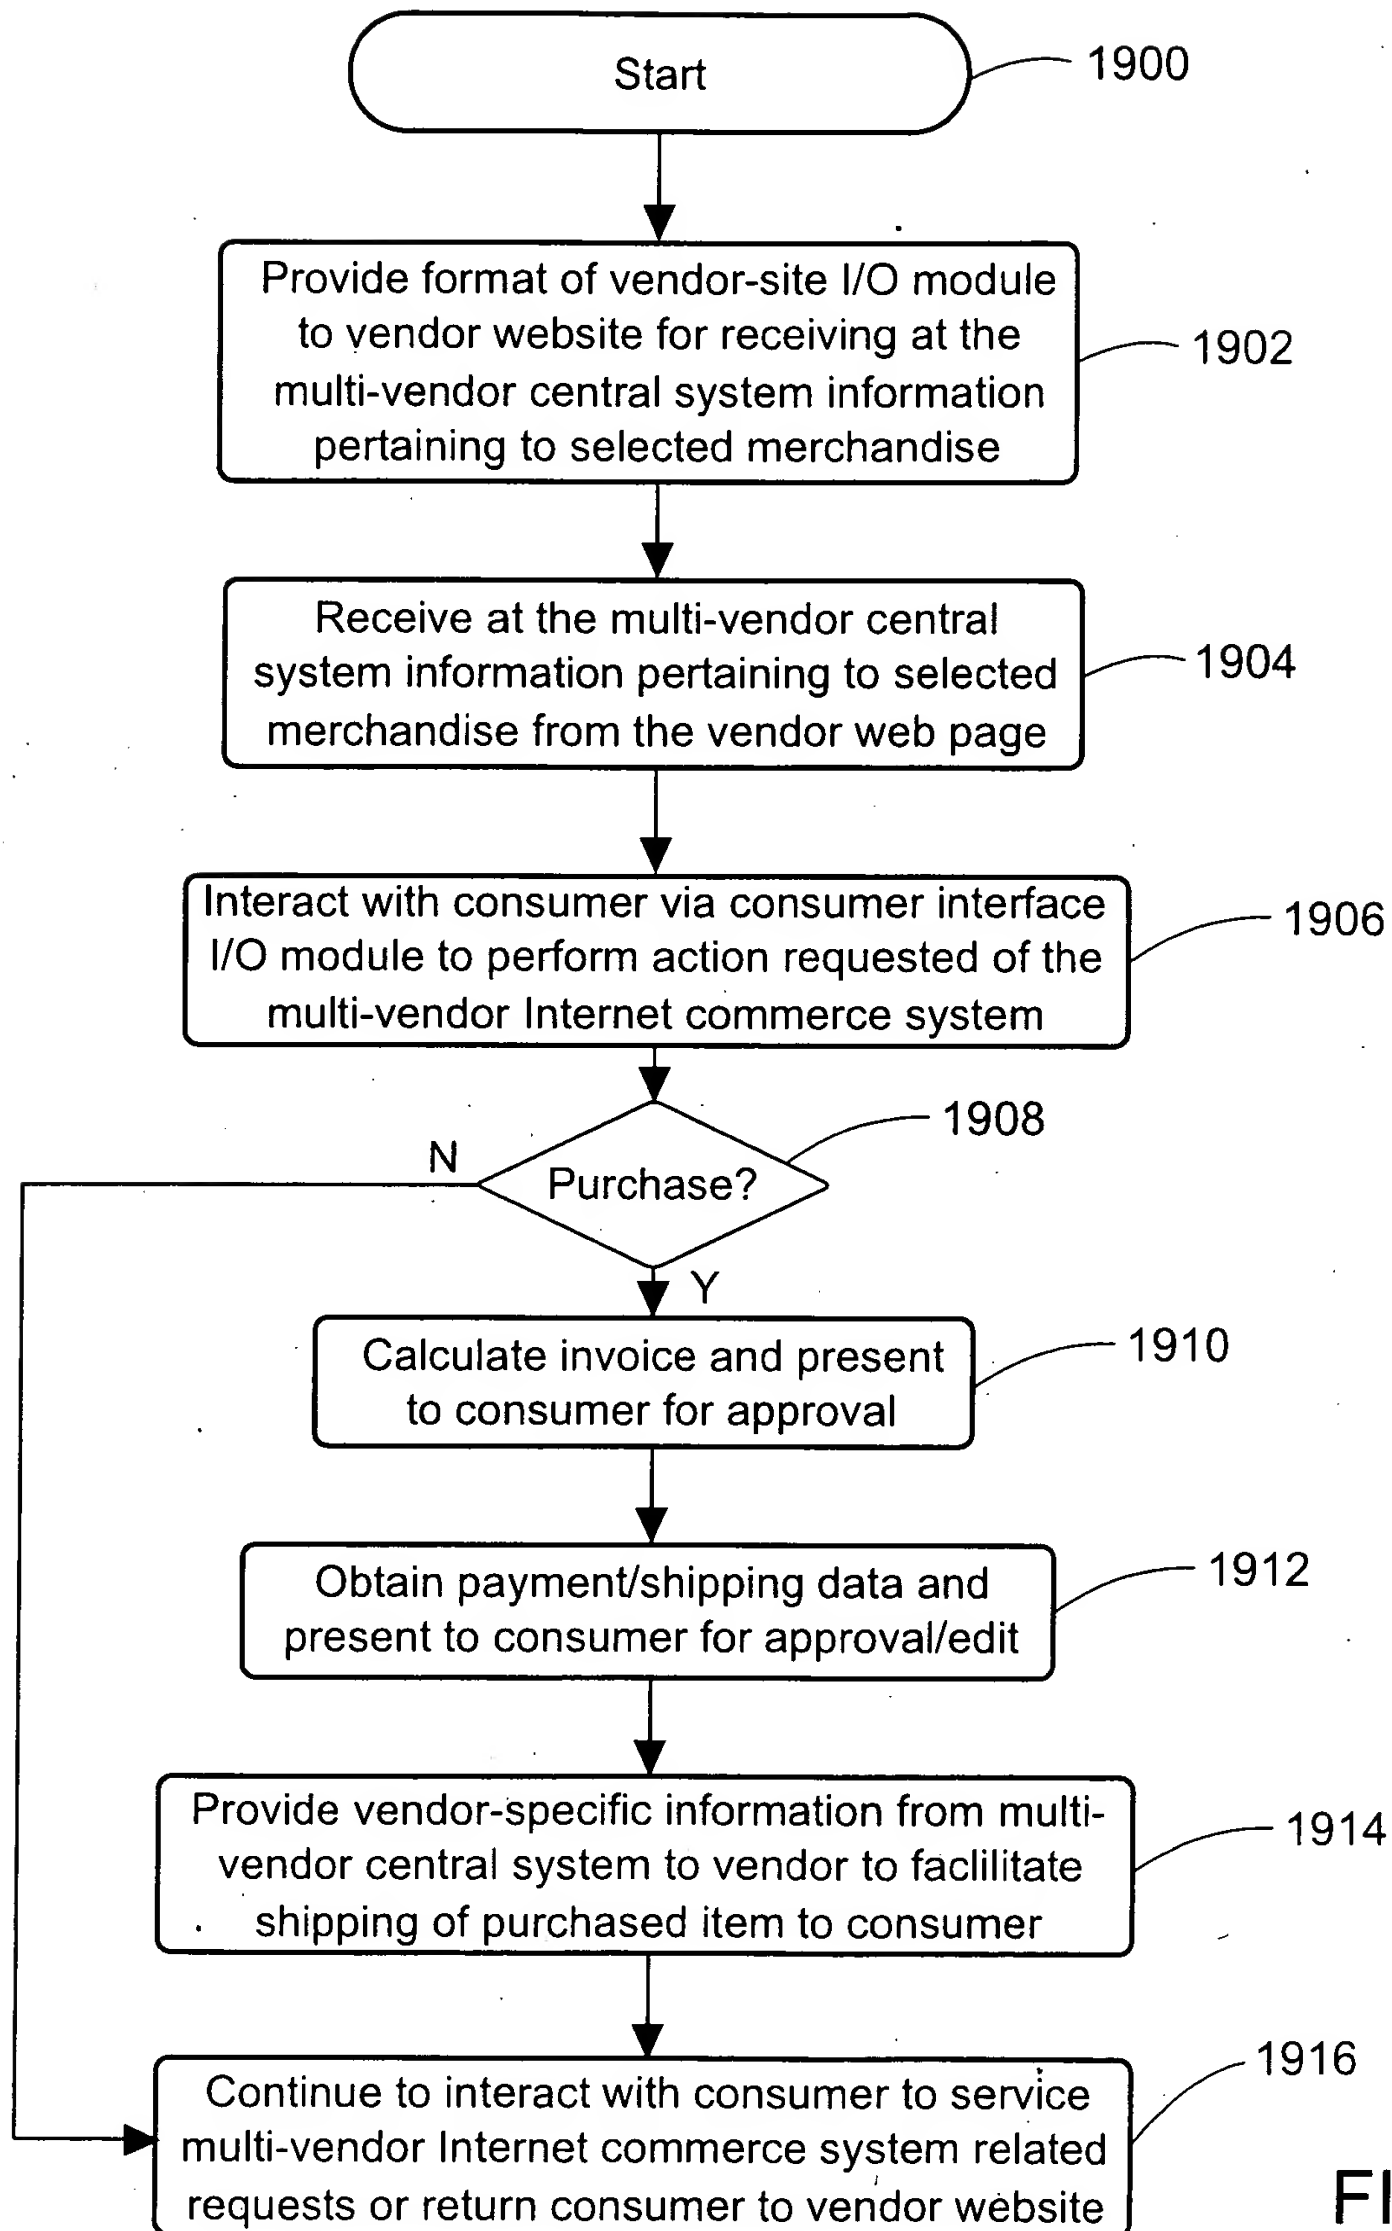 Start
1900
Provide format of vendor-site I/O module
to vendor website for receiving at the
multi-vendor central system information
pertaining to selected merchandise
1902
Receive at the multi-vendor central
system information pertaining to selected
merchandise from the vendor web page
1904
Interact with consumer via consumer interface
I/O module to perform action requested of the
multi-vendor Internet commerce system
1906
1908
N
Purchase?
Y
Calculate invoice and present
to consumer for approval
1910
Obtain payment/shipping data and
present to consumer for approval/edit
1912
Provide vendor-specific information from multi-
vendor central system to vendor to faclilitate
shipping of purchased item to consumer
1914
1916
Continue to interact with consumer to service
multi-vendor Internet commerce system related
requests or return consumer to vendor website
FI